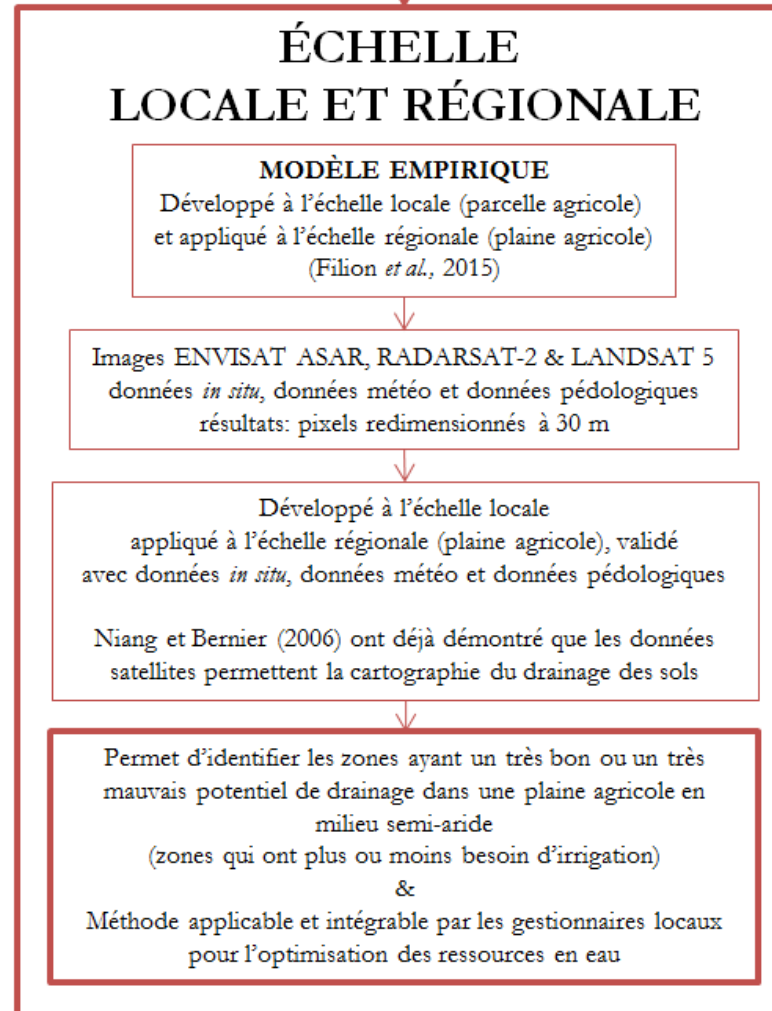 ÉCHELLE
LOCALE ET RÉGIONALE
MODÈLE EMPIRIQUE
Développé à l’échelle locale (parcelle agricole)
et appliqué à l’échelle régionale (plaine agricole)
(Filion et al., 2015)
Images ENVISAT ASAR, RADARSAT-2 & LANDSAT 5
données in situ, données météo et données pédologiques
résultats: pixels redimensionnés à 30 m
Développé à l’échelle locale
appliqué à l’échelle régionale (plaine agricole), validé
avec données in situ, données météo et données pédologiques
Niang et Bernier (2006) ont déjà démontré que les données
satellites permettent la cartographie du drainage des sols
Permet d’identifier les zones ayant un très bon ou un très
mauvais potentiel de drainage dans une plaine agricole en
milieu semi-aride
(zones qui ont plus ou moins besoin d’irrigation)
&
Méthode applicable et intégrable par les gestionnaires locaux
pour l’optimisation des ressources en eau